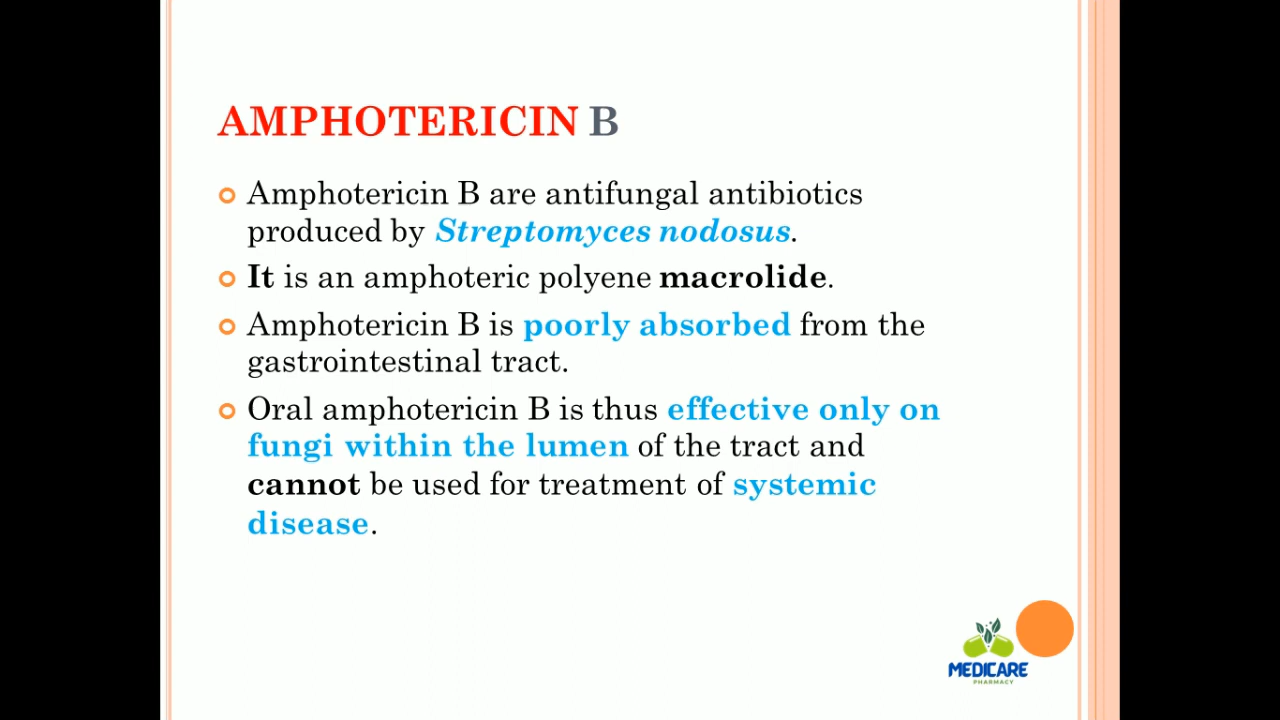 AMPHOTERICIN B
Amphotericin B are antifungal antibiotics
produced by Streptomyces nodosus.
It is an amphoteric polyene macrolide.
Amphotericin B is poorly absorbed from the
gastrointestinal tract.
Oral amphotericin B is thus effective only on
fungi within the lumen of the tract and
cannot be used for treatment of systemic
disease.
MEDICARE
PHARMACY